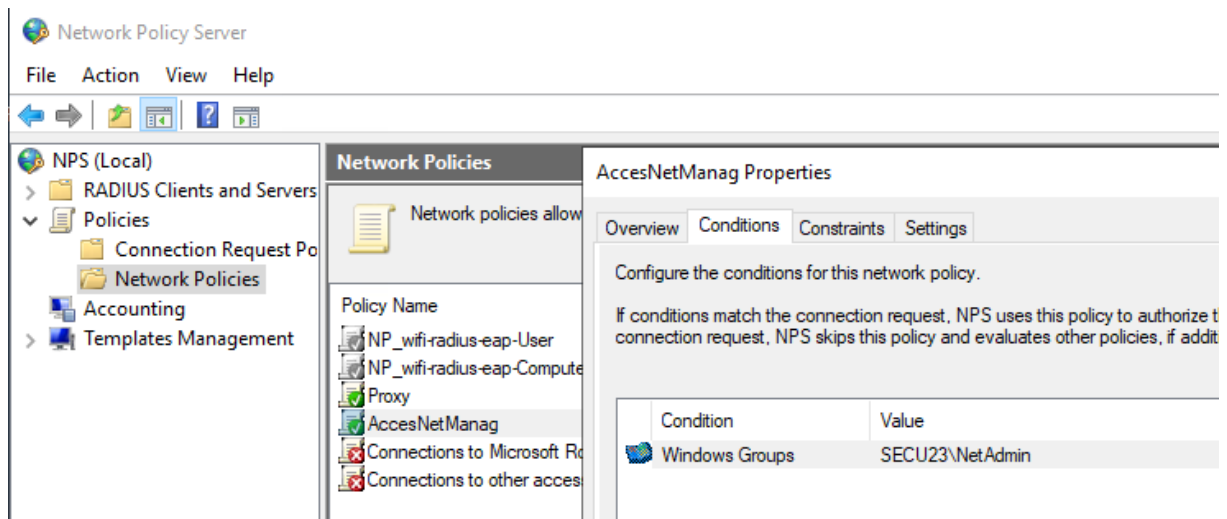 Network Policy Server
File Action View Help
NPS (Local)
RADIUS Clients and Servers
Policies
Connection Request Po
Network Policies
Accounting
Templates Management
Network Policies
Network policies allow
Policy Name
NP_wifi-radius-eap-User
NP_wifi-radius-eap-Compute
Proxy
AccesNetManag
Connections to Microsoft Ro
Connections to other acces
AccesNetManag Properties
Overview Conditions Constraints Settings
Configure the conditions for this network policy.
If conditions match the connection request, NPS uses this policy to authorize t
connection request, NPS skips this policy and evaluates other policies, if addit
Condition Value
Windows Groups SECU23\NetAdmin